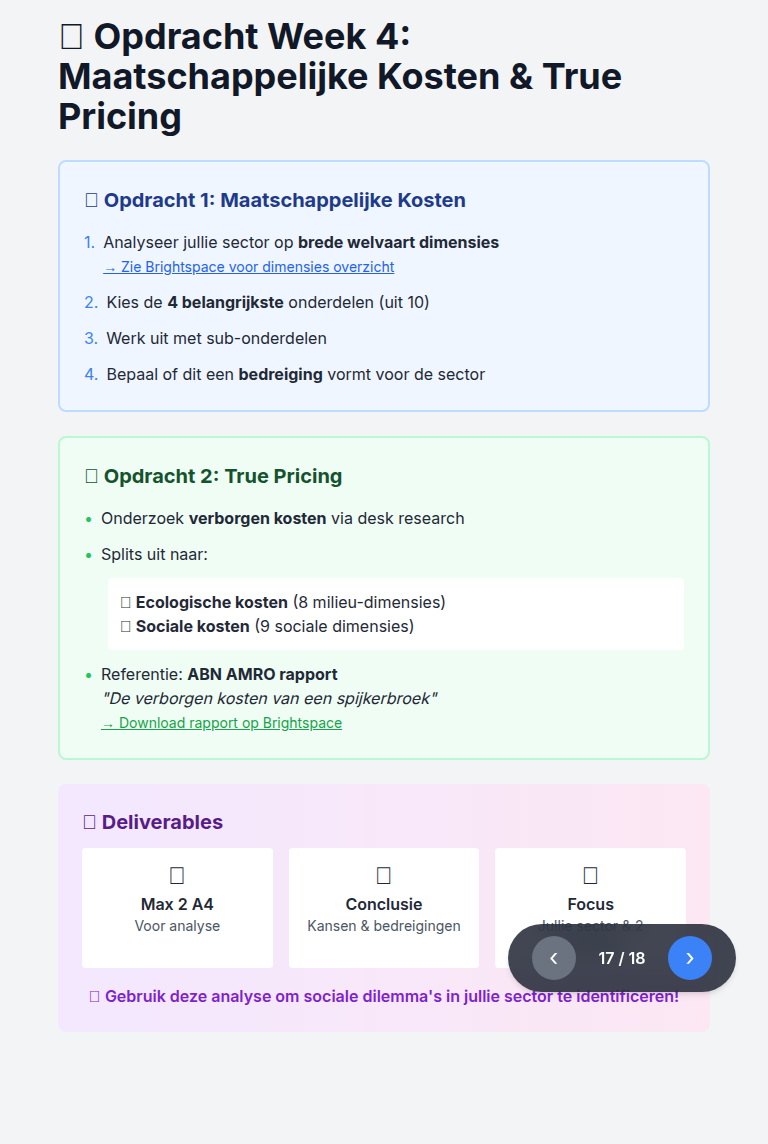 Opdracht Week 4:
Maatschappelijke Kosten & True
Pricing
Opdracht 1: Maatschappelijke Kosten
1. Analyseer jullie sector op brede welvaart dimensies
→ Zie Brightspace voor dimensies overzicht
2. Kies de 4 belangrijkste onderdelen (uit 10)
3. Werk uit met sub-onderdelen
4. Bepaal of dit een bedreiging vormt voor de sector
Opdracht 2: True Pricing
• Onderzoek verborgen kosten via desk research
• Splits uit naar:
Ecologische kosten (8 milieu-dimensies)
Sociale kosten (9 sociale dimensies)
• Referentie: ABN AMRO rapport
"De verborgen kosten van een spijkerbroek"
→ Download rapport op Brightspace
Deliverables
Max 2 A4
Voor analyse
Conclusie
Kansen & bedreigingen
Focus
Jullie sector & 2
‹ 17 / 18 ›
Gebruik deze analyse om sociale dilemma's in jullie sector te identificeren!